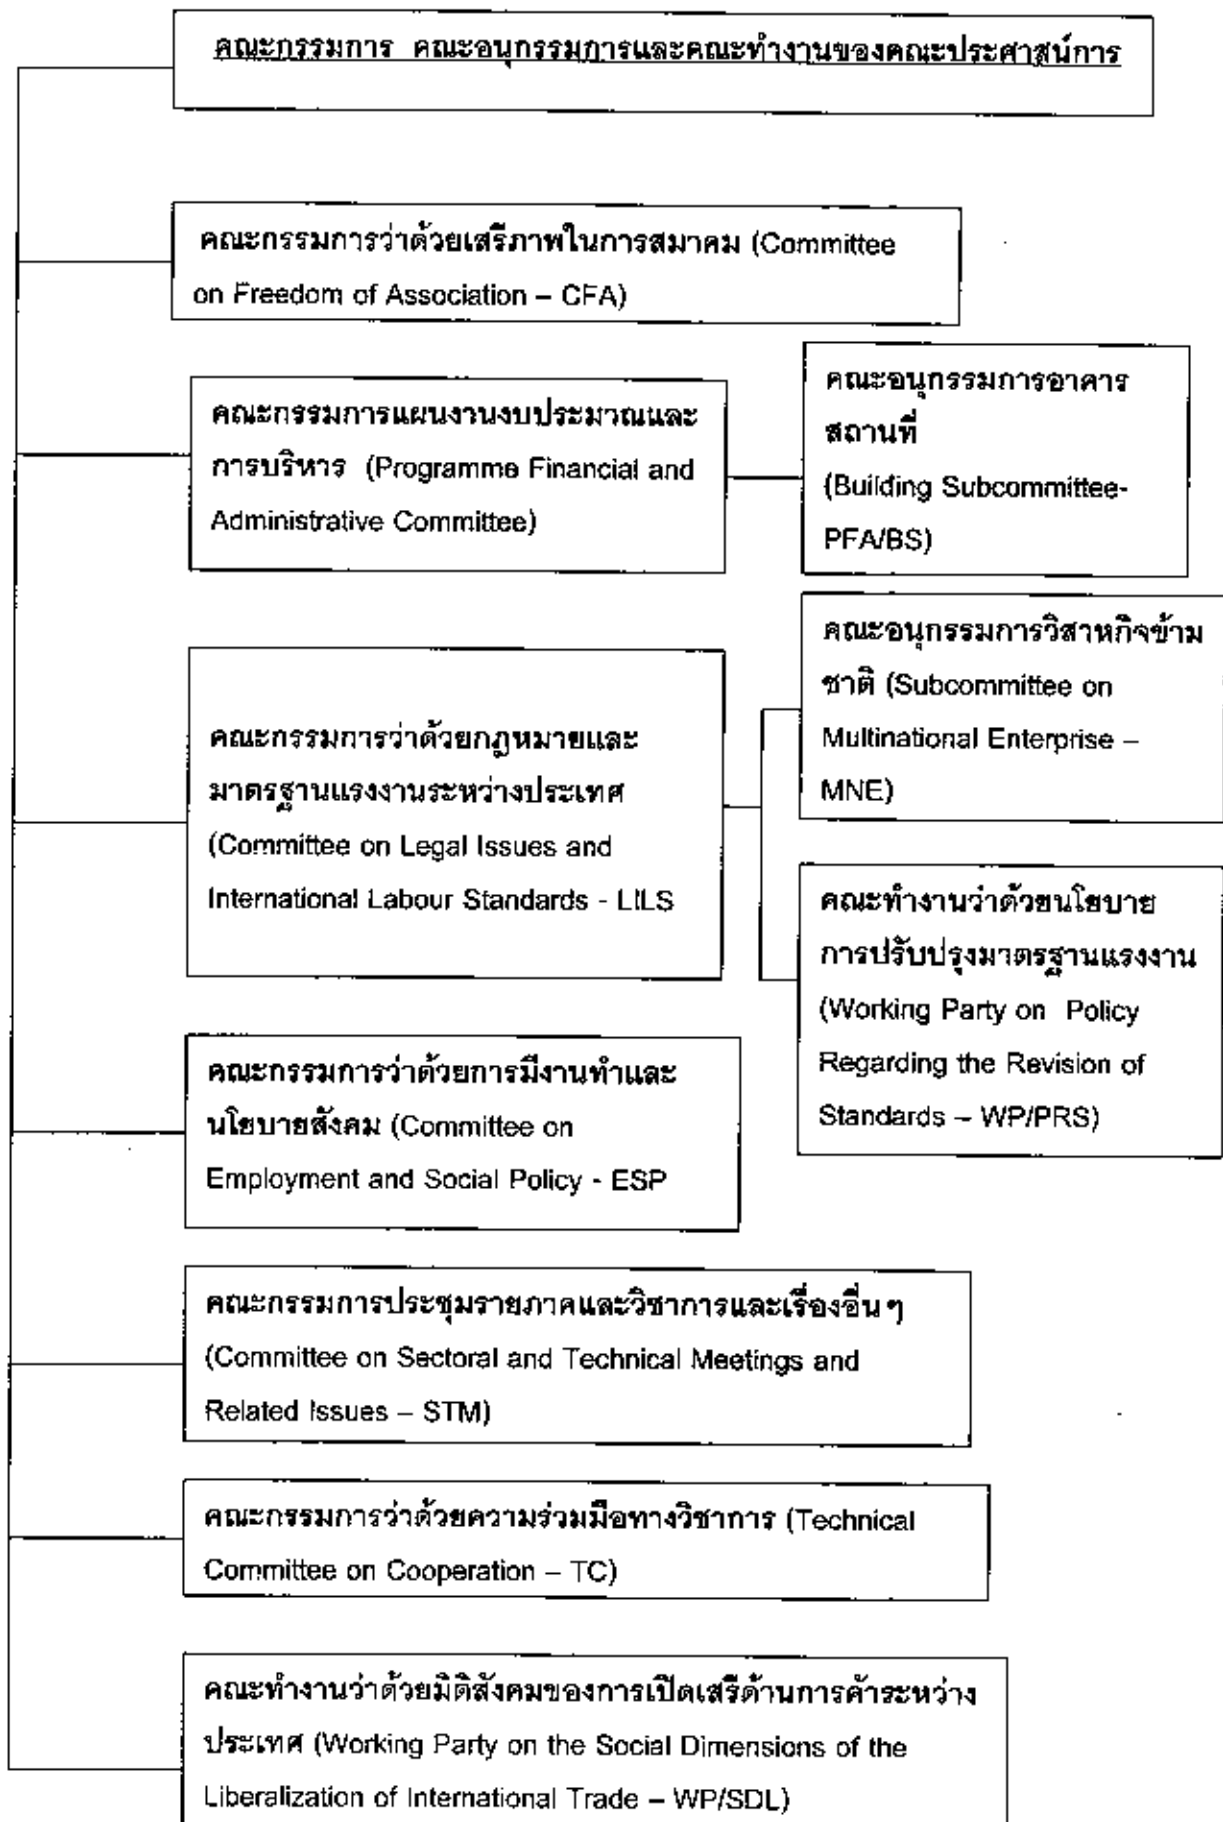 คณะกรรมการ คณะอนุกรรมการและคณะทำงานของคณะประศาสน์การ
คณะกรรมการว่าด้วยเสรีภาพในการสมาคม (Committee
on Freedom of Association – CFA)
คณะกรรมการแผนงานงบประมาณและ
การบริหาร (Programme Financial and
Administrative Committee)
คณะอนุกรรมการอาคาร
สถานที่
(Building Subcommittee-
PFA/BS)
คณะกรรมการว่าด้วยกฎหมายและ
มาตรฐานแรงงานระหว่างประเทศ
(Committee on Legal Issues and
International Labour Standards - LILS
คณะอนุกรรมการวิสาหกิจข้าม
ชาติ (Subcommittee on
Multinational Enterprise –
MNE)
คณะทำงานว่าด้วยนโยบาย
การปรับปรุงมาตรฐานแรงงาน
(Working Party on Policy
Regarding the Revision of
Standards – WP/PRS)
คณะกรรมการว่าด้วยการมีงานทำและ
นโยบายสังคม (Committee on
Employment and Social Policy - ESP
คณะกรรมการประชุมรายภาคและวิชาการและเรื่องอื่นๆ
(Committee on Sectoral and Technical Meetings and
Related Issues – STM)
คณะกรรมการว่าด้วยความร่วมมือทางวิชาการ (Technical
Committee on Cooperation – TC)
คณะทำงานว่าด้วยมิติสังคมของการเปิดเสรีด้านการค้าระหว่าง
ประเทศ (Working Party on the Social Dimensions of the
Liberalization of International Trade – WP/SDL)